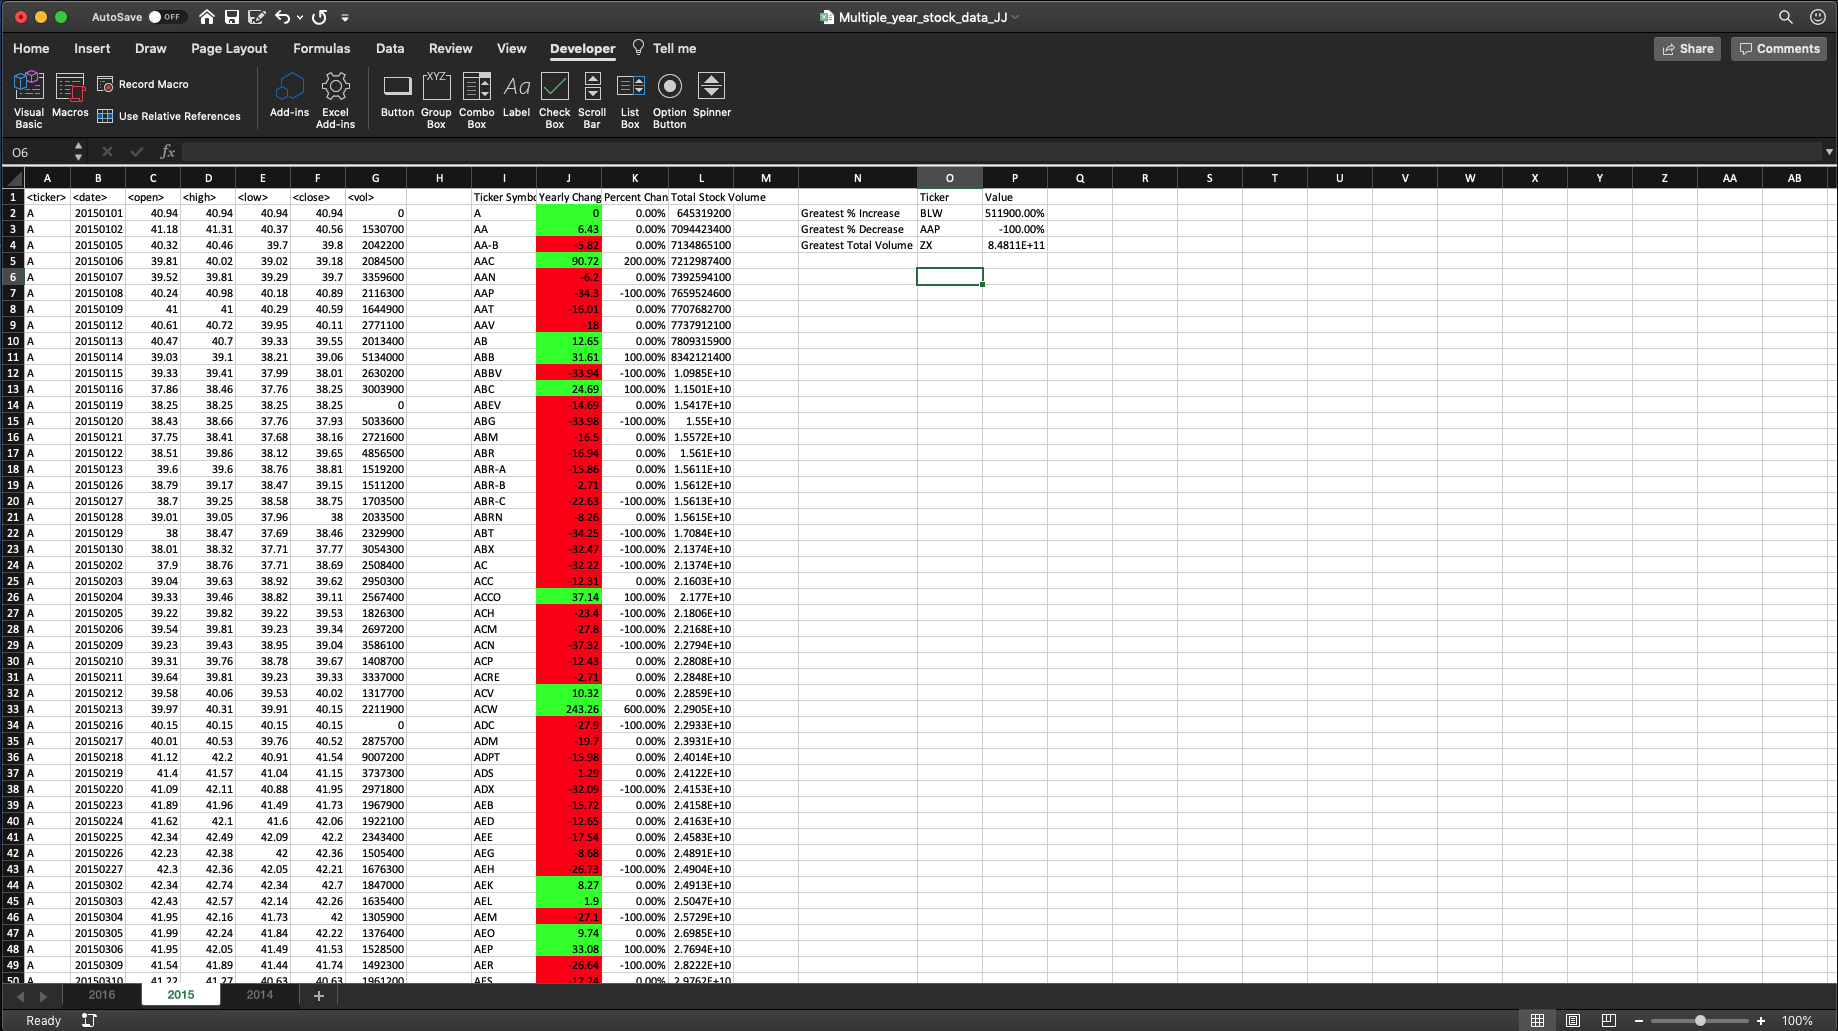 AutoSave OFF Multiple_year_stock_data_JJ
Home Insert Draw Page Layout Formulas Data Review View Developer Tell me Share Comments
Visual Basic Macros Record Macro Use Relative References Add-ins Excel Add-ins Button Group Box Combo Box Label Check Box Scroll Bar List Box Option Button Spinner
O6 fx
A B C D E F G H I J K L M N O P Q R S T U V W X Y Z AA AB
1 <ticker> <date> <open> <high> <low> <close> <vol> Ticker Symbo Yearly Chang Percent Chan Total Stock Volume Ticker Value
2 A 20150101 40.94 40.94 40.94 40.94 0 A 0 0.00% 645319200 Greatest % Increase BLW 511900.00%
3 A 20150102 41.18 41.31 40.37 40.56 1530700 AA 6.43 0.00% 7094423400 Greatest % Decrease AAP -100.00%
4 A 20150105 40.32 40.46 39.7 39.8 2042200 AA-B -5.82 0.00% 7134865100 Greatest Total Volume ZX 8.4811E+11
5 A 20150106 39.81 40.02 39.02 39.18 2084500 AAC 90.72 200.00% 7212987400
6 A 20150107 39.52 39.81 39.29 39.7 3359600 AAN -6.2 0.00% 7392594100
7 A 20150108 40.24 40.98 40.18 40.89 2116300 AAP -34.3 -100.00% 7659524600
8 A 20150109 41 41 40.29 40.59 1644900 AAT -16.01 0.00% 7707682700
9 A 20150112 40.61 40.72 39.95 40.11 2771100 AAV -18 0.00% 7737912100
10 A 20150113 40.47 40.7 39.33 39.55 2013400 AB 12.65 0.00% 7809315900
11 A 20150114 39.03 39.1 38.21 39.06 5134000 ABB 31.61 100.00% 8342121400
12 A 20150115 39.33 39.41 37.99 38.01 2630200 ABBV -33.94 -100.00% 1.0985E+10
13 A 20150116 37.86 38.46 37.76 38.25 3003900 ABC 24.69 100.00% 1.1501E+10
14 A 20150119 38.25 38.25 38.25 38.25 0 ABEV -14.69 0.00% 1.5417E+10
15 A 20150120 38.43 38.66 37.76 37.93 5033600 ABG -33.98 -100.00% 1.55E+10
16 A 20150121 37.75 38.41 37.68 38.16 2721600 ABM -16.5 0.00% 1.5572E+10
17 A 20150122 38.51 39.86 38.12 39.65 4856500 ABR -16.94 0.00% 1.561E+10
18 A 20150123 39.6 39.6 38.76 38.81 1519200 ABR-A -15.86 0.00% 1.5611E+10
19 A 20150126 38.79 39.17 38.47 39.15 1511200 ABR-B -2.71 0.00% 1.5612E+10
20 A 20150127 38.7 39.25 38.58 38.75 1703500 ABR-C -22.63 -100.00% 1.5613E+10
21 A 20150128 39.01 39.05 37.96 38 2033500 ABRN -8.26 0.00% 1.5615E+10
22 A 20150129 38 38.47 37.69 38.46 2329900 ABT -34.25 -100.00% 1.7084E+10
23 A 20150130 38.01 38.32 37.71 37.77 3054300 ABX -32.47 -100.00% 2.1374E+10
24 A 20150202 37.9 38.76 37.71 38.69 2508400 AC -32.22 -100.00% 2.1374E+10
25 A 20150203 39.04 39.63 38.92 39.62 2950300 ACC -12.31 0.00% 2.1603E+10
26 A 20150204 39.33 39.46 38.82 39.11 2567400 ACCO 37.14 100.00% 2.177E+10
27 A 20150205 39.22 39.82 39.22 39.53 1826300 ACH -23.4 -100.00% 2.1806E+10
28 A 20150206 39.54 39.81 39.23 39.34 2697200 ACM -27.8 -100.00% 2.2168E+10
29 A 20150209 39.23 39.43 38.95 39.04 3586100 ACN -37.32 -100.00% 2.2794E+10
30 A 20150210 39.31 39.76 38.78 39.67 1408700 ACP -12.43 0.00% 2.2808E+10
31 A 20150211 39.64 39.81 39.23 39.33 3337000 ACRE -2.71 0.00% 2.2848E+10
32 A 20150212 39.58 40.06 39.53 40.02 1317700 ACV 10.32 0.00% 2.2859E+10
33 A 20150213 39.97 40.31 39.91 40.15 2211900 ACW 243.26 600.00% 2.2905E+10
34 A 20150216 40.15 40.15 40.15 40.15 0 ADC -27.9 -100.00% 2.2933E+10
35 A 20150217 40.01 40.53 39.76 40.52 2875700 ADM -19.7 0.00% 2.3931E+10
36 A 20150218 41.12 42.2 40.91 41.54 9007200 ADPT -15.98 0.00% 2.4014E+10
37 A 20150219 41.4 41.57 41.04 41.15 3737300 ADS -1.29 0.00% 2.4122E+10
38 A 20150220 41.09 42.11 40.88 41.95 2971800 ADX -32.09 -100.00% 2.4153E+10
39 A 20150223 41.89 41.96 41.49 41.73 1967900 AEB -15.72 0.00% 2.4158E+10
40 A 20150224 41.62 42.1 41.6 42.06 1922100 AED -12.65 0.00% 2.4163E+10
41 A 20150225 42.34 42.49 42.09 42.2 2343400 AEE -17.54 0.00% 2.4583E+10
42 A 20150226 42.23 42.38 42 42.36 1505400 AEG -8.68 0.00% 2.4891E+10
43 A 20150227 42.3 42.36 42.05 42.21 1676300 AEH -26.73 -100.00% 2.4904E+10
44 A 20150302 42.34 42.74 42.34 42.7 1847000 AEK 8.27 0.00% 2.4913E+10
45 A 20150303 42.43 42.57 42.14 42.26 1635400 AEL 1.9 0.00% 2.5047E+10
46 A 20150304 41.95 42.16 41.73 42 1305900 AEM -27.1 -100.00% 2.5729E+10
47 A 20150305 41.99 42.24 41.84 42.22 1376400 AEO 9.74 0.00% 2.6985E+10
48 A 20150306 41.95 42.05 41.49 41.53 1528500 AEP 33.08 100.00% 2.7694E+10
49 A 20150309 41.54 41.89 41.44 41.74 1492300 AER -26.64 -100.00% 2.8222E+10
50 A 20150310 41.22 41.27 40.63 40.63 1961200 AES -17.74 0.00% 2.9762E+10
2016 2015 2014 +
Ready 100%